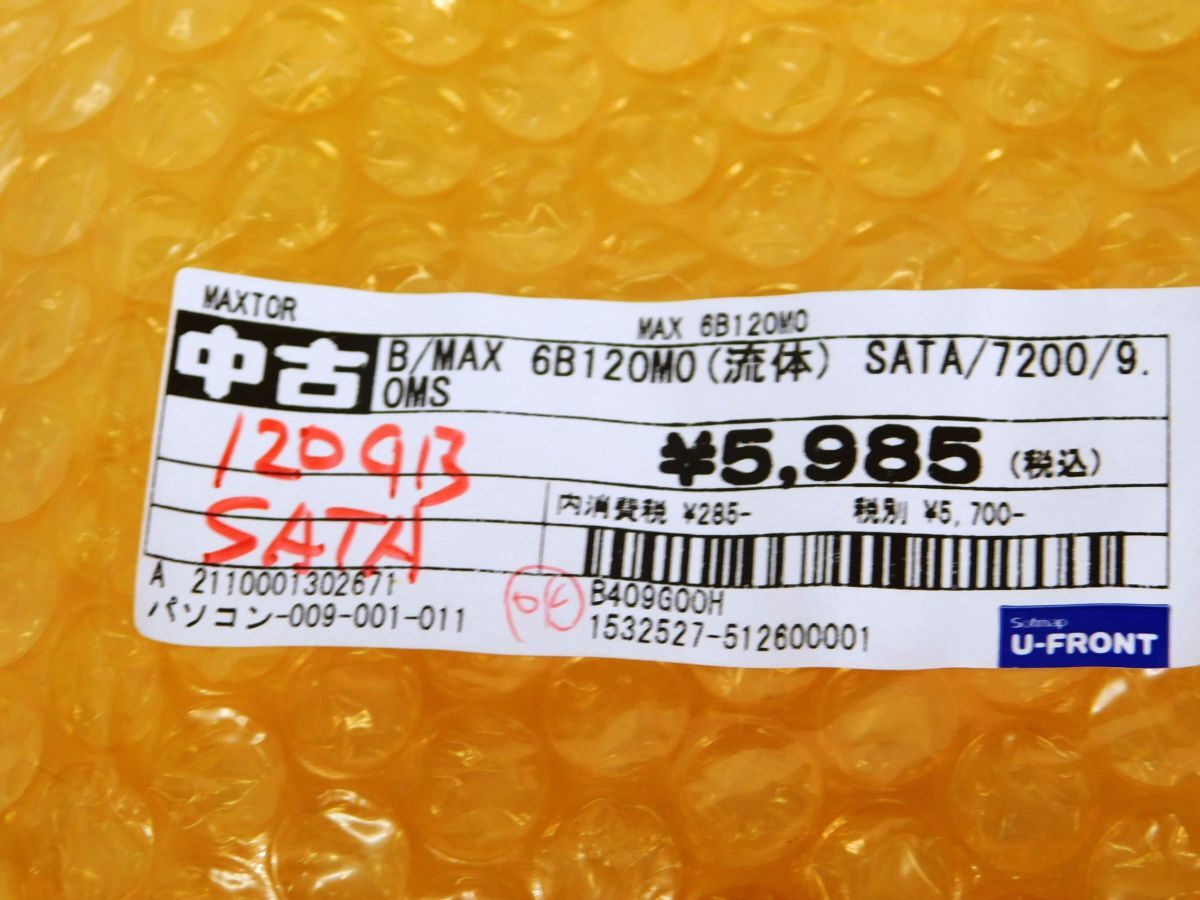 MAXTOR
MAX 6B120M0
中古
B/MAX 6B120M0(流体) SATA/7200/9.
0MS
120GB
SATA
¥5,985 (税込)
内消費税 ¥285- 税別 ¥5,700-
A 2110001302671
B409G00H
パソコン-009-001-011
1532527-512600001
Sofmap
U-FRONT